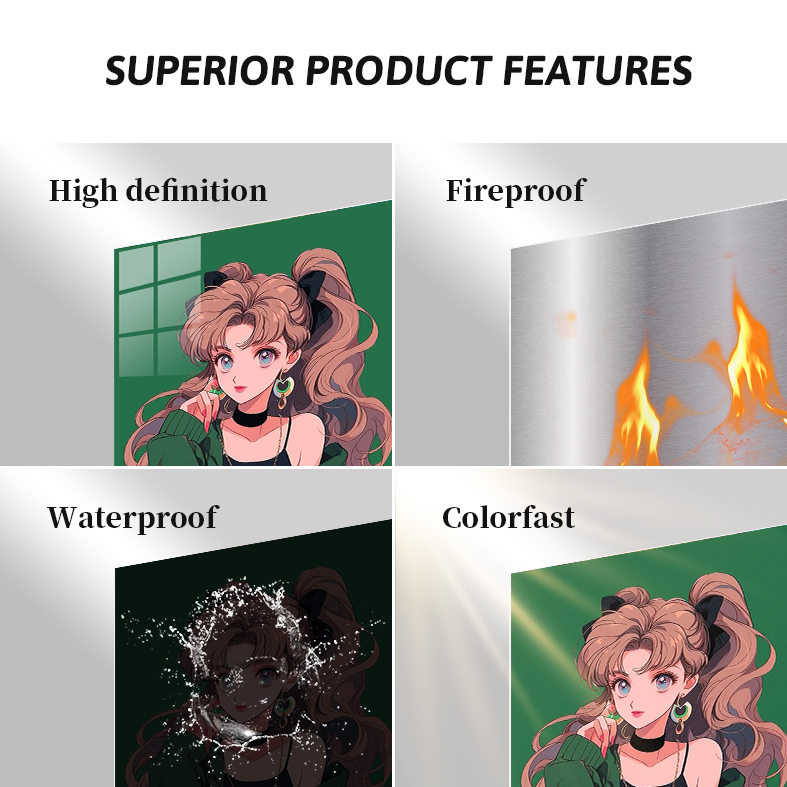 SUPERIOR PRODUCT FEATURES
High definition
Fireproof
Waterproof
Colorfast